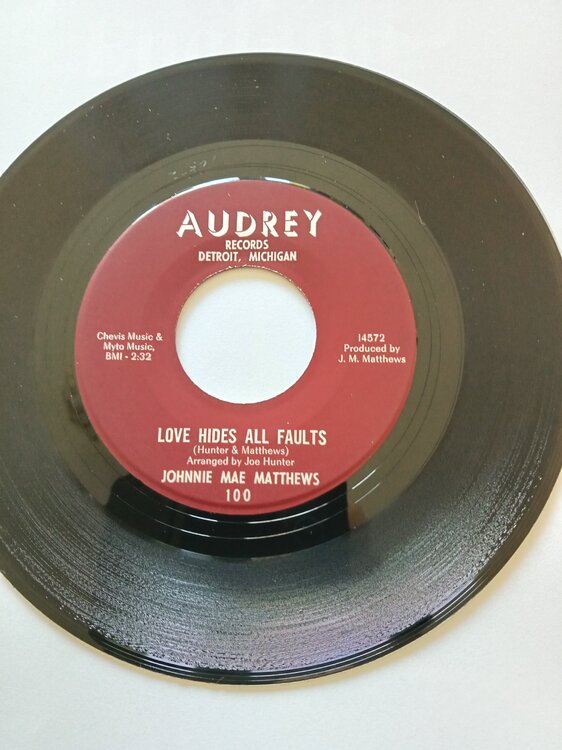 AUDREY
RECORDS
DETROIT, MICHIGAN
Chevis Music &
Myto Music,
BMI - 2:32
14572
Produced by
J. M. Matthews
LOVE HIDES ALL FAULTS
(Hunter & Matthews)
Arranged by Joe Hunter
JOHNNIE MAE MATTHEWS
100